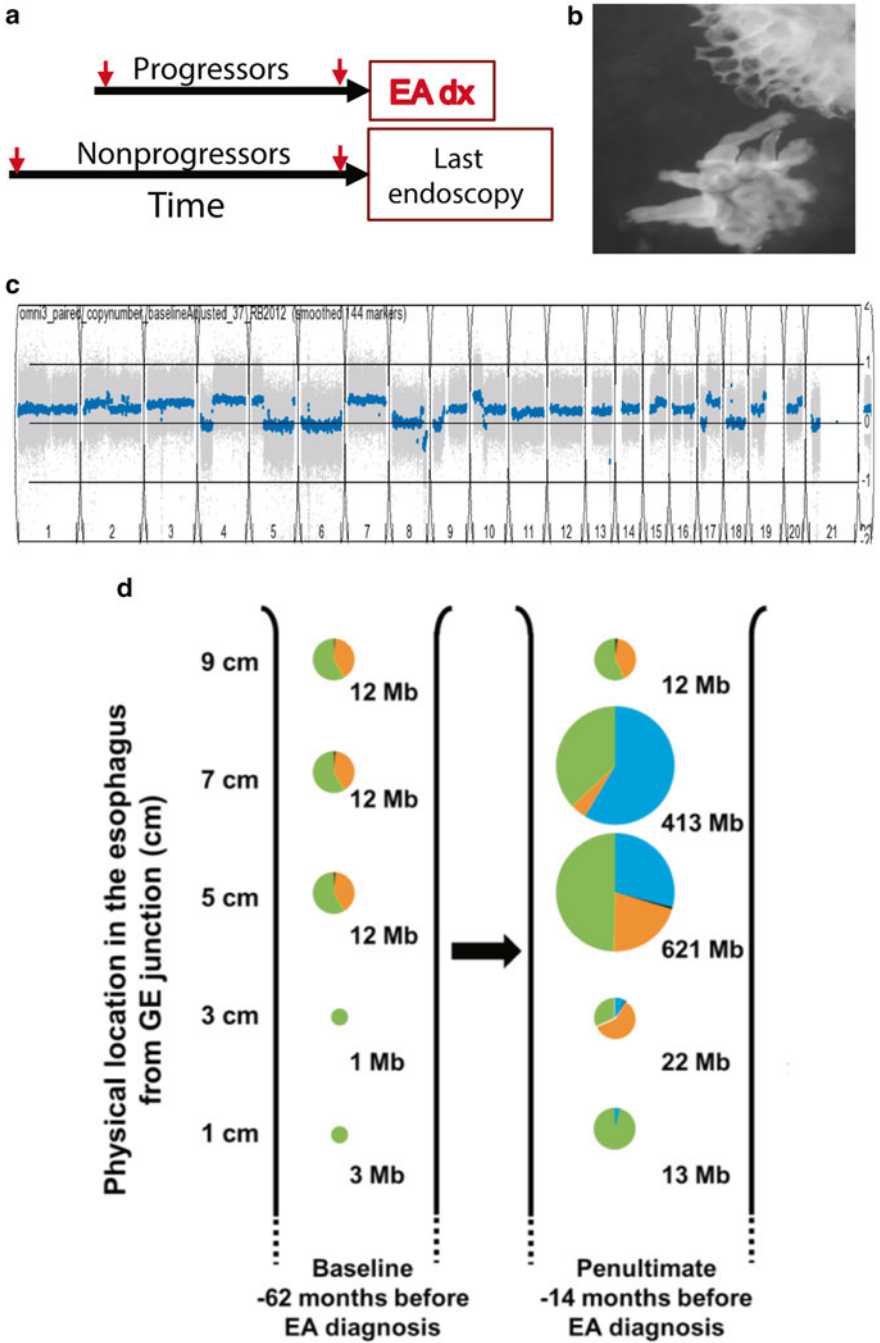 a
Progressors
EA dx
Nonprogressors
Time
Last
endoscopy
b
c
omni3_paired_copynumber_baselineAdjusted_37_RB2012 (smoothed 144 markers)
1
0
-1
1 2 3 4 5 6 7 8 9 10 11 12 13 14 15 16 17 18 19 20 21
d
Physical location in the esophagus
from GE junction (cm)
9 cm 12 Mb 12 Mb
7 cm 12 Mb 413 Mb
5 cm 12 Mb 621 Mb
3 cm 1 Mb 22 Mb
1 cm 3 Mb 13 Mb
Baseline
-62 months before
EA diagnosis
Penultimate
-14 months before
EA diagnosis